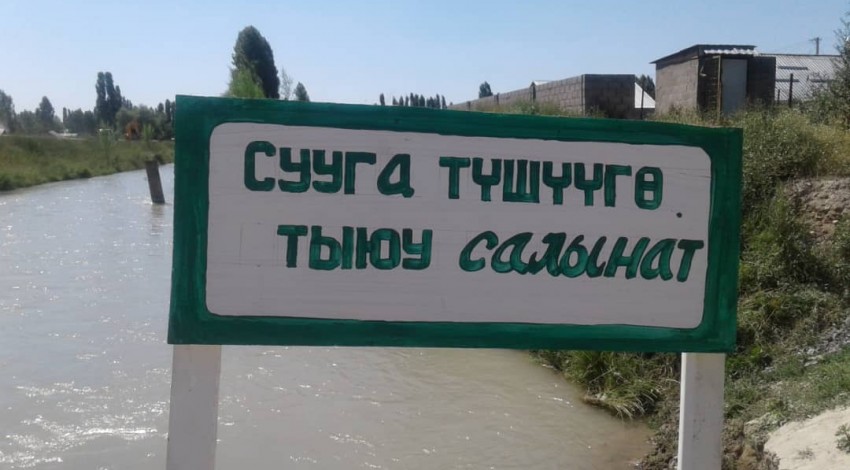 Сууга түшүүгө
тыюу салынат